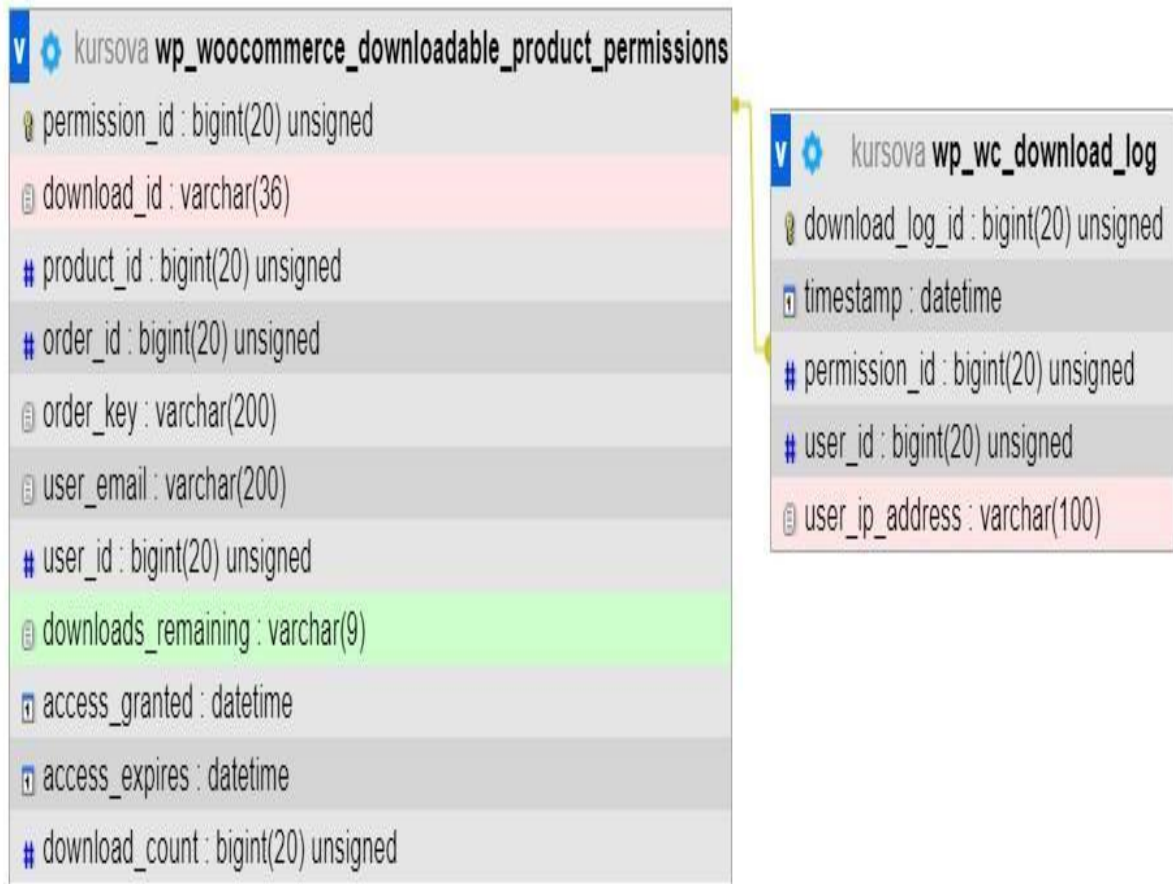 v kursova wp_woocommerce_downloadable_product_permissions
permission_id : bigint(20) unsigned
download_id : varchar(36)
# product_id : bigint(20) unsigned
# order_id : bigint(20) unsigned
order_key : varchar(200)
user_email : varchar(200)
# user_id : bigint(20) unsigned
downloads_remaining : varchar(9)
access_granted : datetime
access_expires : datetime
# download_count : bigint(20) unsigned
v kursova wp_wc_download_log
download_log_id : bigint(20) unsigned
timestamp : datetime
# permission_id : bigint(20) unsigned
# user_id : bigint(20) unsigned
user_ip_address : varchar(100)